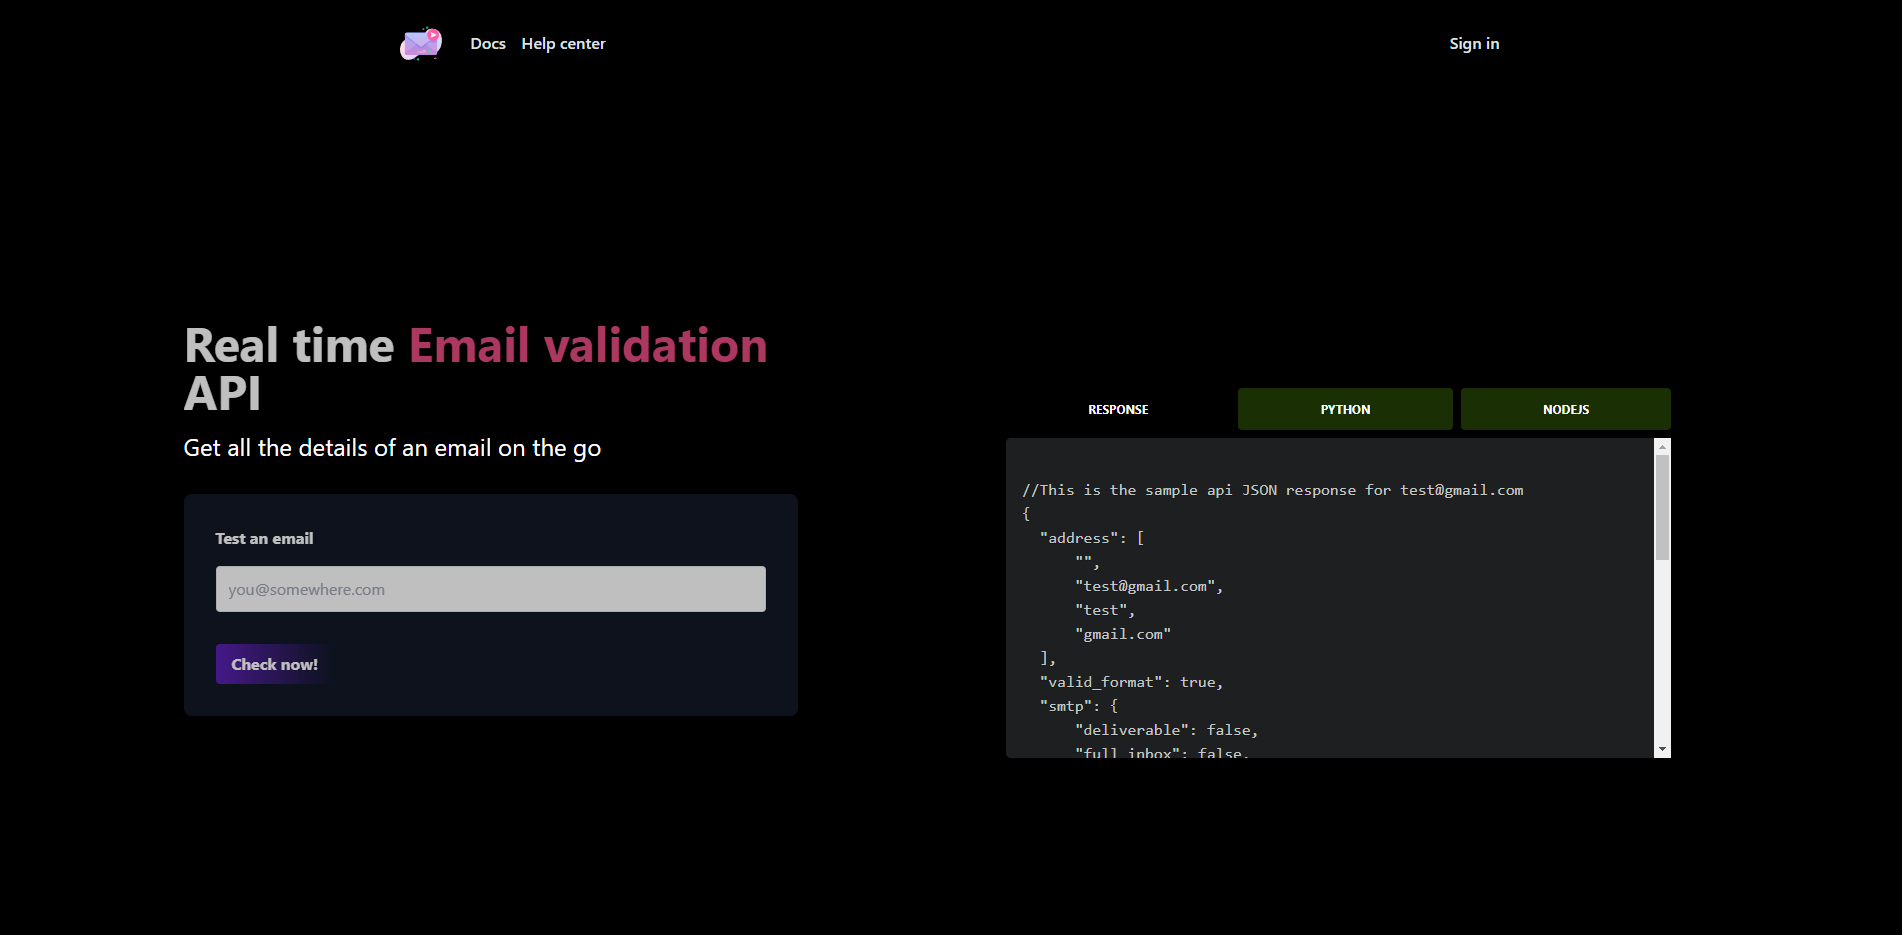 Docs
Help center
Sign in
Real time Email validation
API
Get all the details of an email on the go
Test an email
you@somewhere.com
Check now!
RESPONSE
PYTHON
NODEJS
//This is the sample api JSON response for test@gmail.com
{
"address": [
"",
"test@gmail.com",
"test",
"gmail.com"
],
"valid_format": true,
"smtp": {
"deliverable": false,
"full_inbox": false,